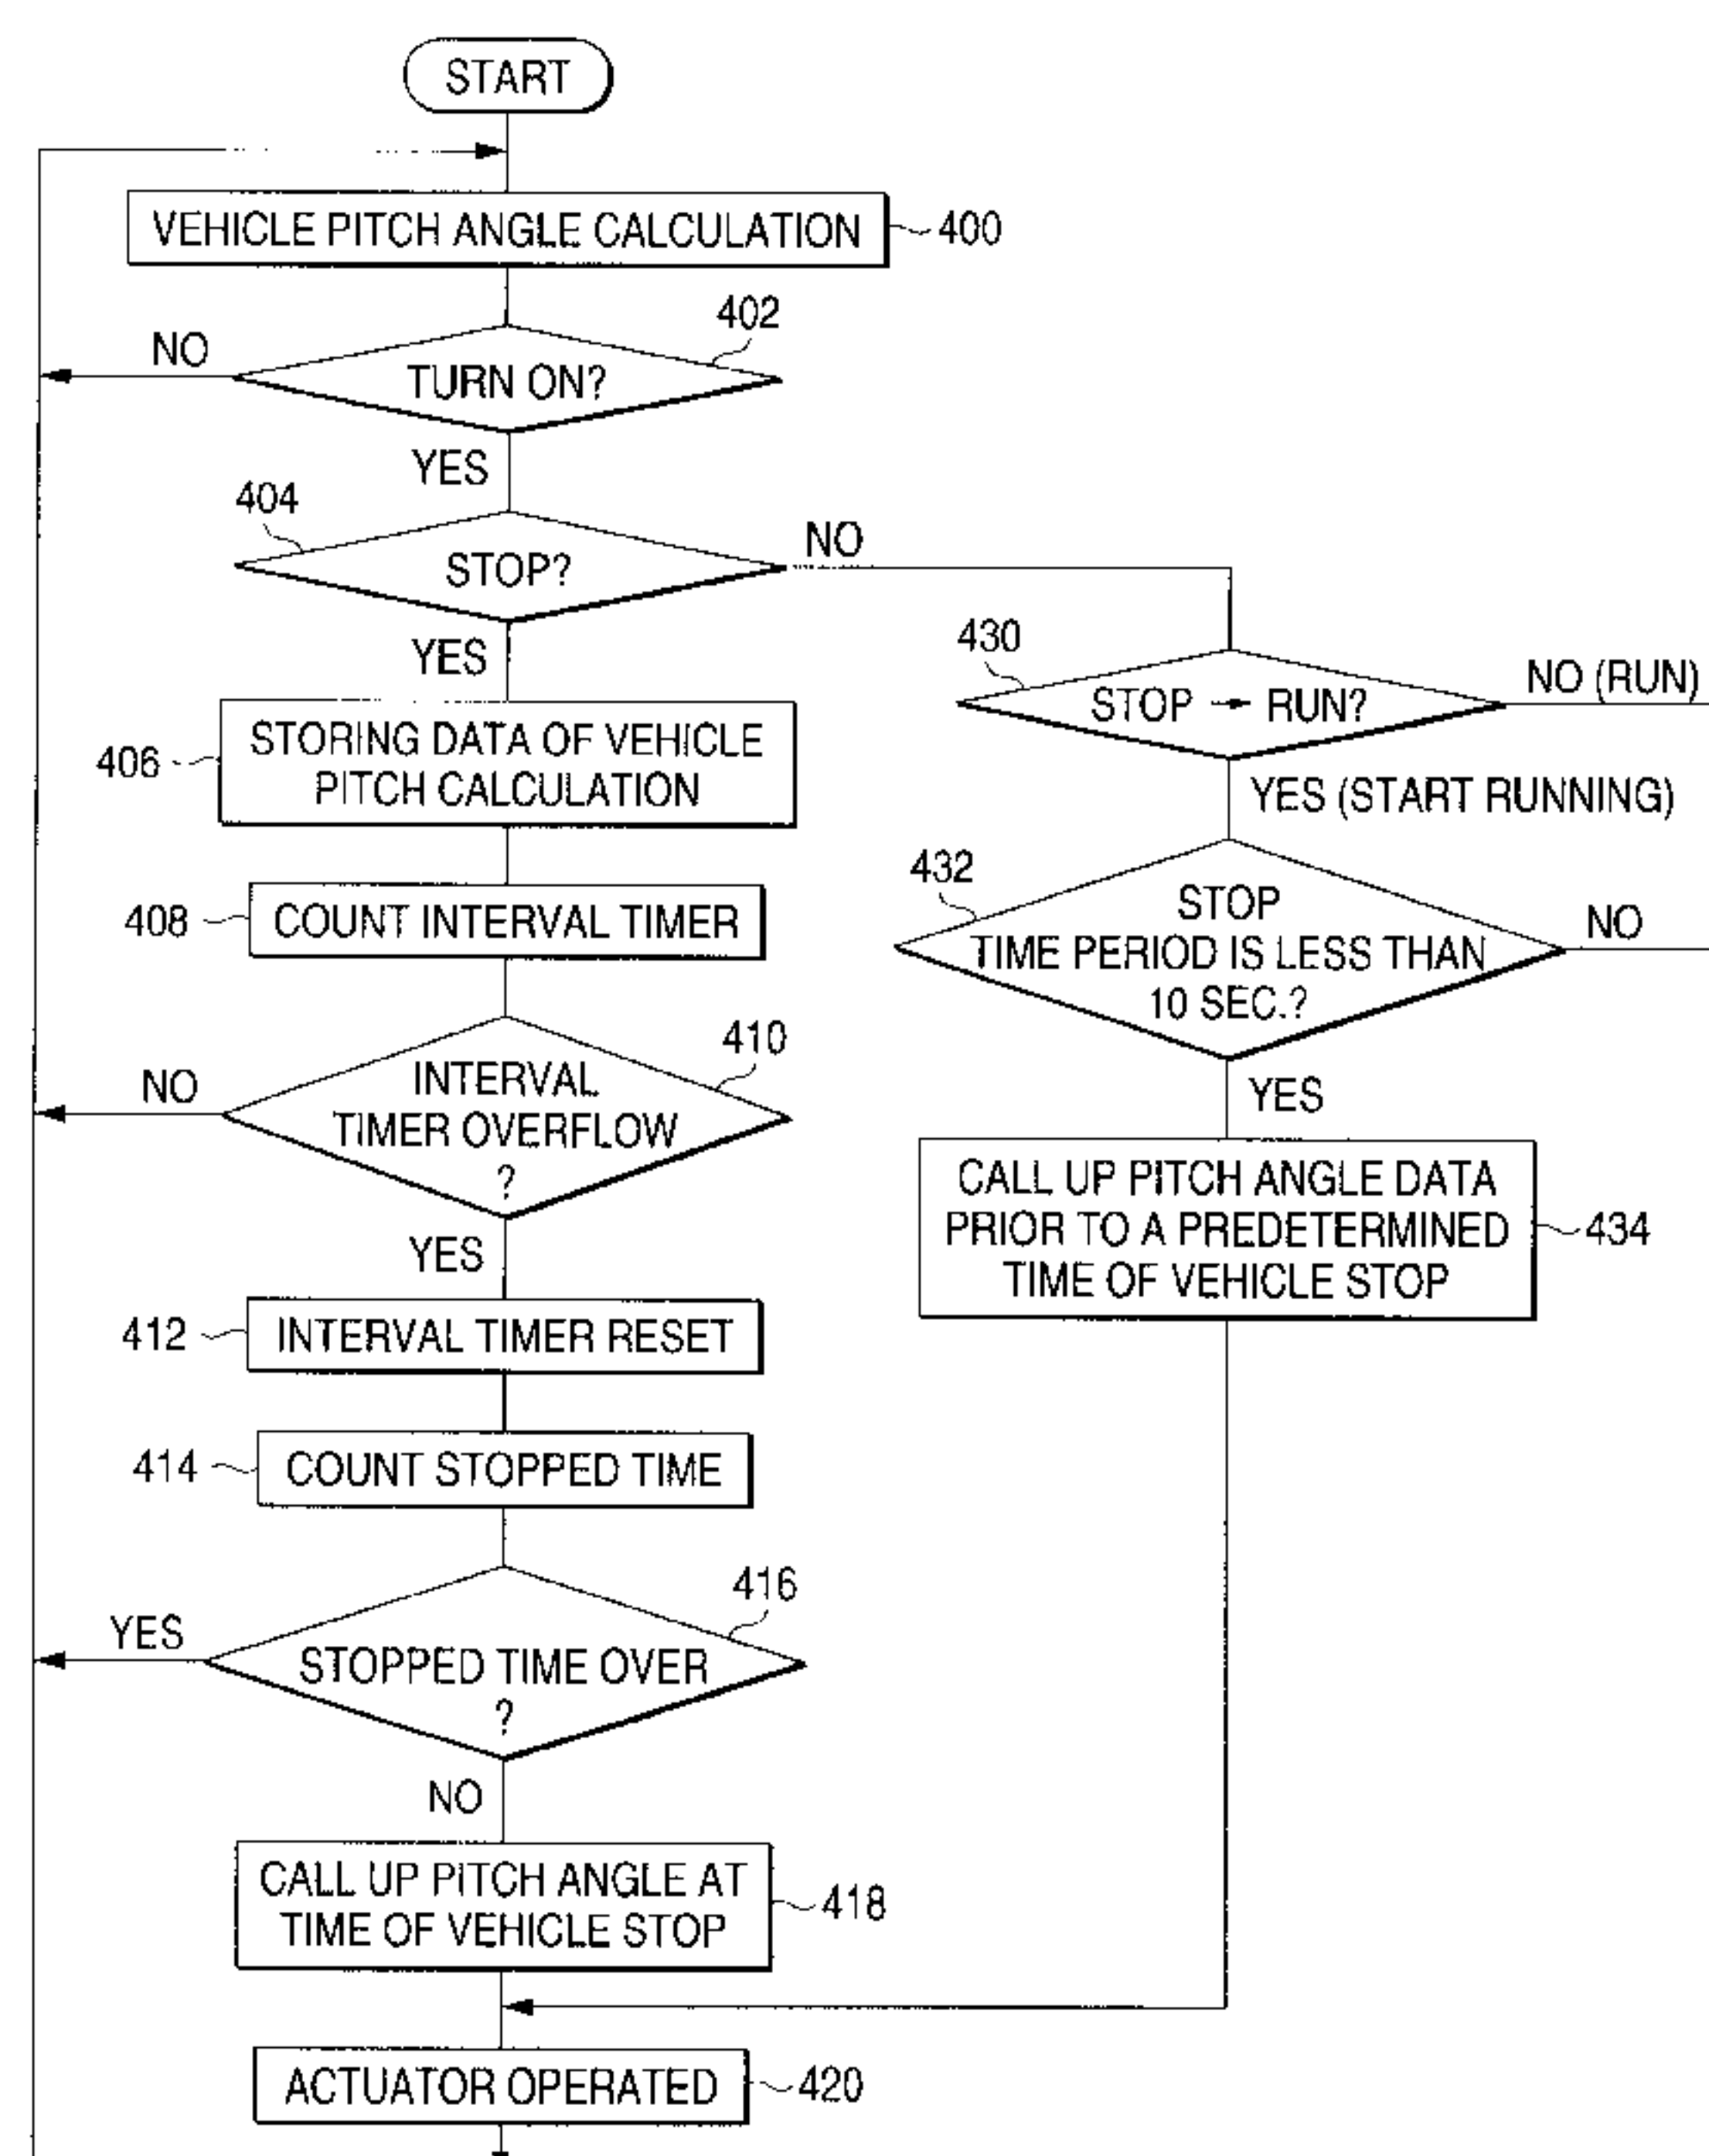 START
VEHICLE PITCH ANGLE CALCULATION
400
402
NO
TURN ON?
YES
404
STOP?
NO
YES
430
STOP → RUN?
NO (RUN)
406
STORING DATA OF VEHICLE
PITCH CALCULATION
YES (START RUNNING)
408
COUNT INTERVAL TIMER
432
STOP
TIME PERIOD IS LESS THAN
10 SEC.?
NO
410
NO
INTERVAL
TIMER OVERFLOW
?
YES
YES
CALL UP PITCH ANGLE DATA
PRIOR TO A PREDETERMINED
TIME OF VEHICLE STOP
434
412
INTERVAL TIMER RESET
414
COUNT STOPPED TIME
416
YES
STOPPED TIME OVER
?
NO
CALL UP PITCH ANGLE AT
TIME OF VEHICLE STOP
418
ACTUATOR OPERATED
420